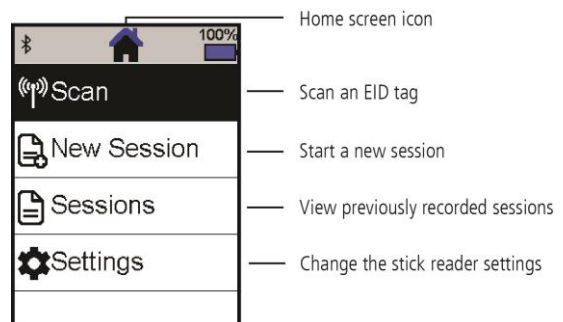 Home screen icon
100%
Scan
Scan an EID tag
New Session
Start a new session
Sessions
View previously recorded sessions
Settings
Change the stick reader settings